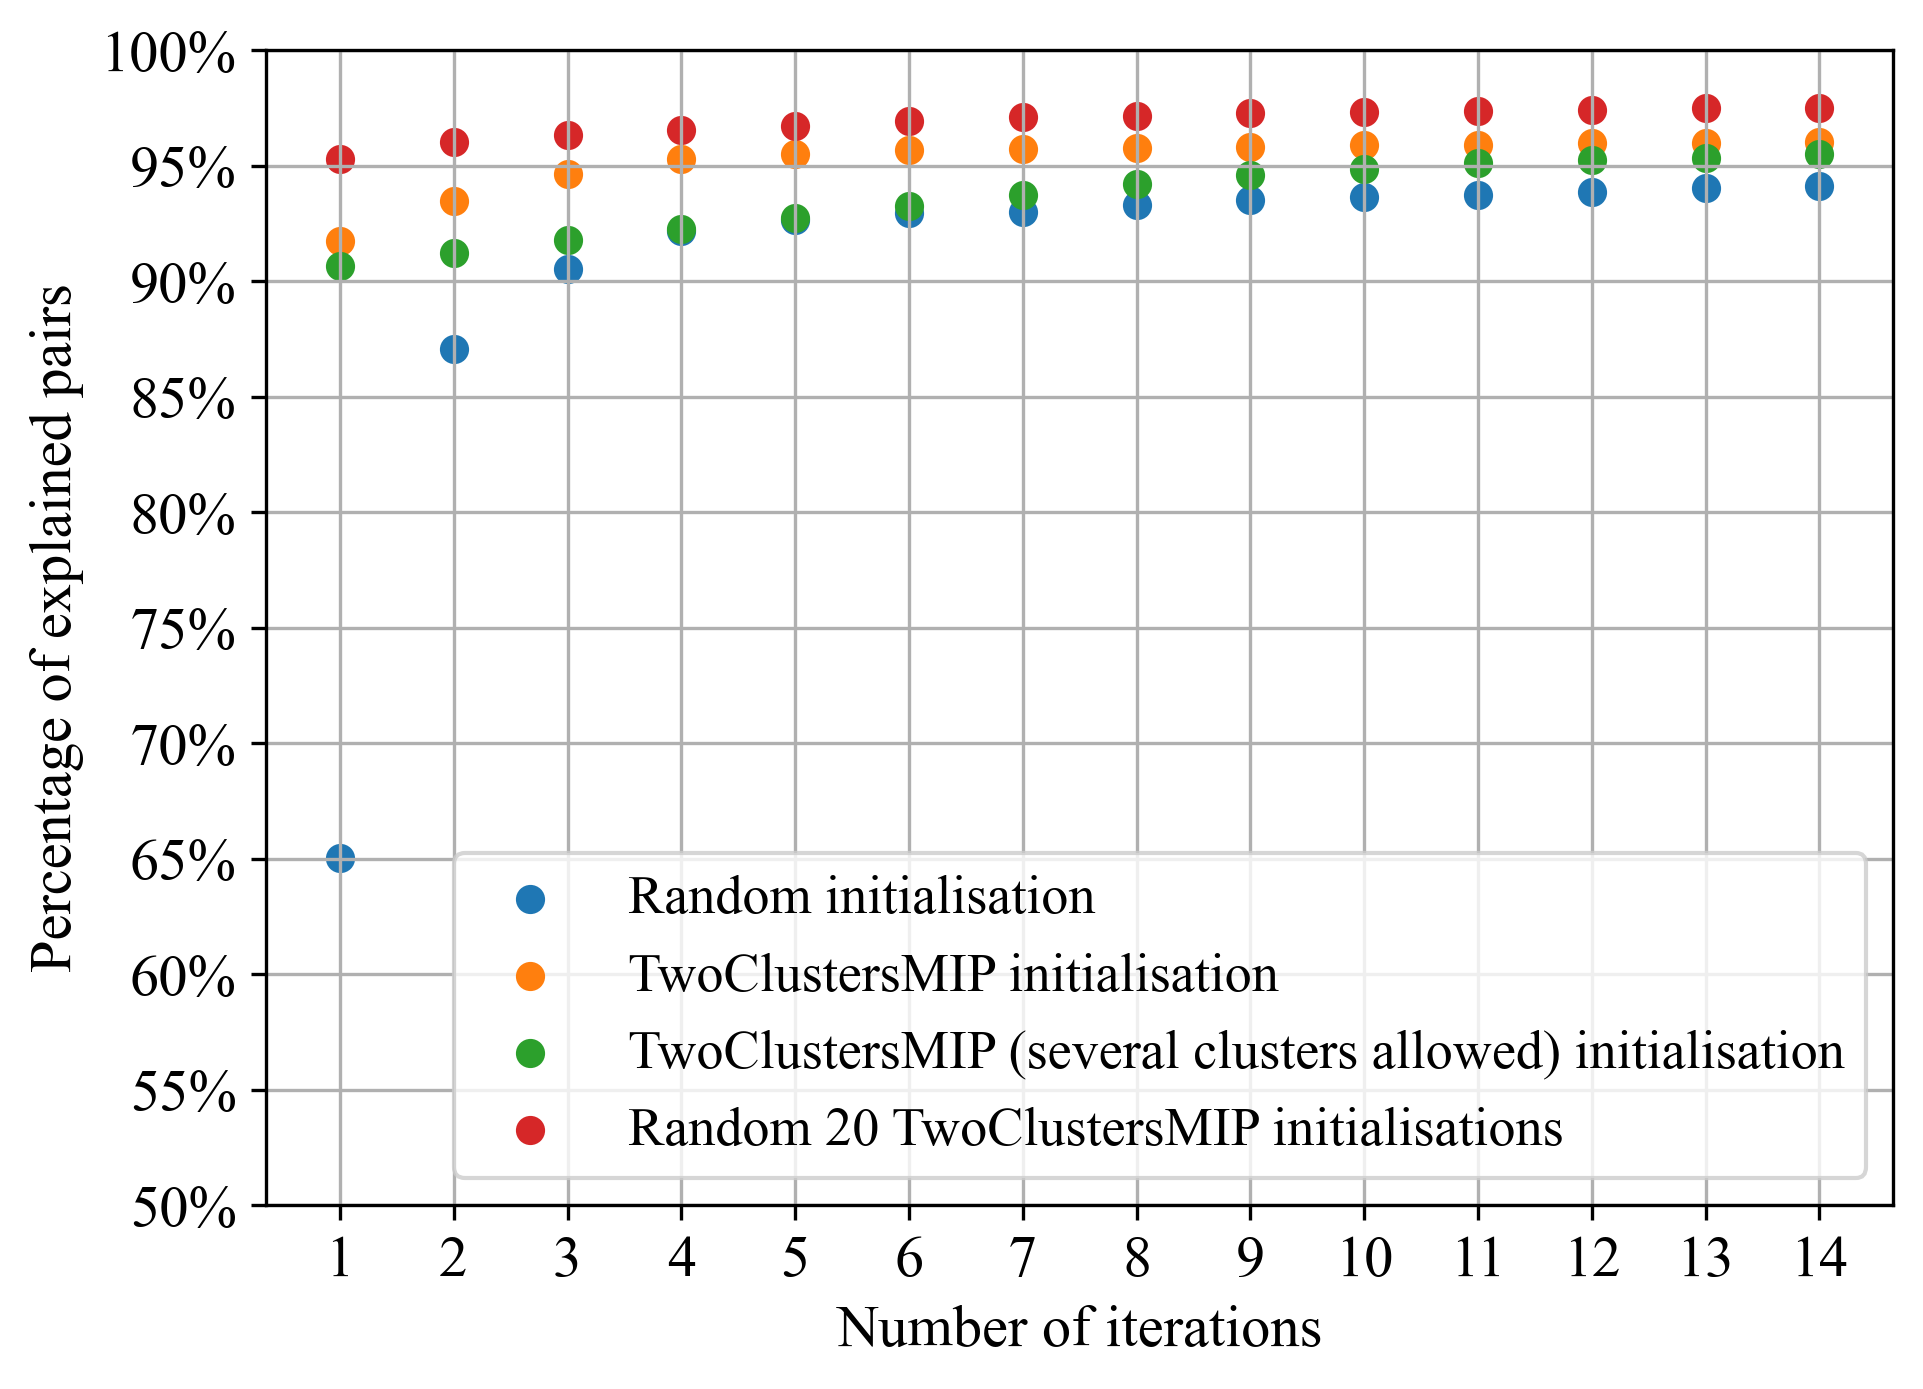 100%
95%
90%
85%
80%
75%
70%
65%
60%
55%
50%
Percentage of explained pairs
Random initialisation
TwoClustersMIP initialisation
TwoClustersMIP (several clusters allowed) initialisation
Random 20 TwoClustersMIP initialisations
1 2 3 4 5 6 7 8 9 10 11 12 13 14
Number of iterations